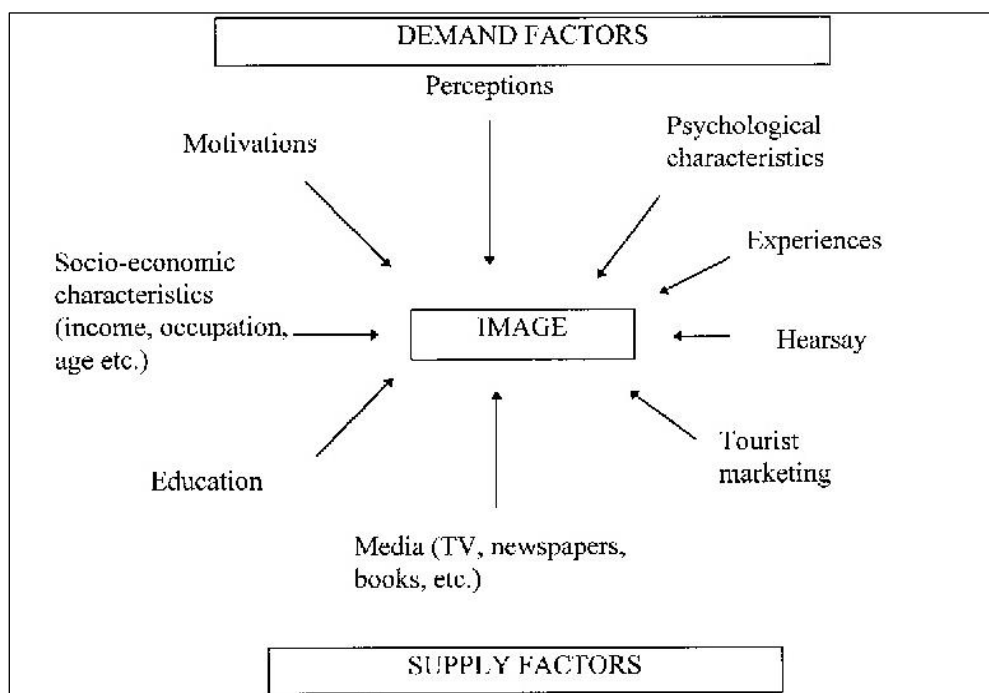 DEMAND FACTORS
Perceptions
Motivations
Psychological
characteristics
Experiences
Socio-economic
characteristics
(income, occupation,
age etc.)
IMAGE
Hearsay
Tourist
marketing
Education
Media (TV, newspapers,
books, etc.)
SUPPLY FACTORS